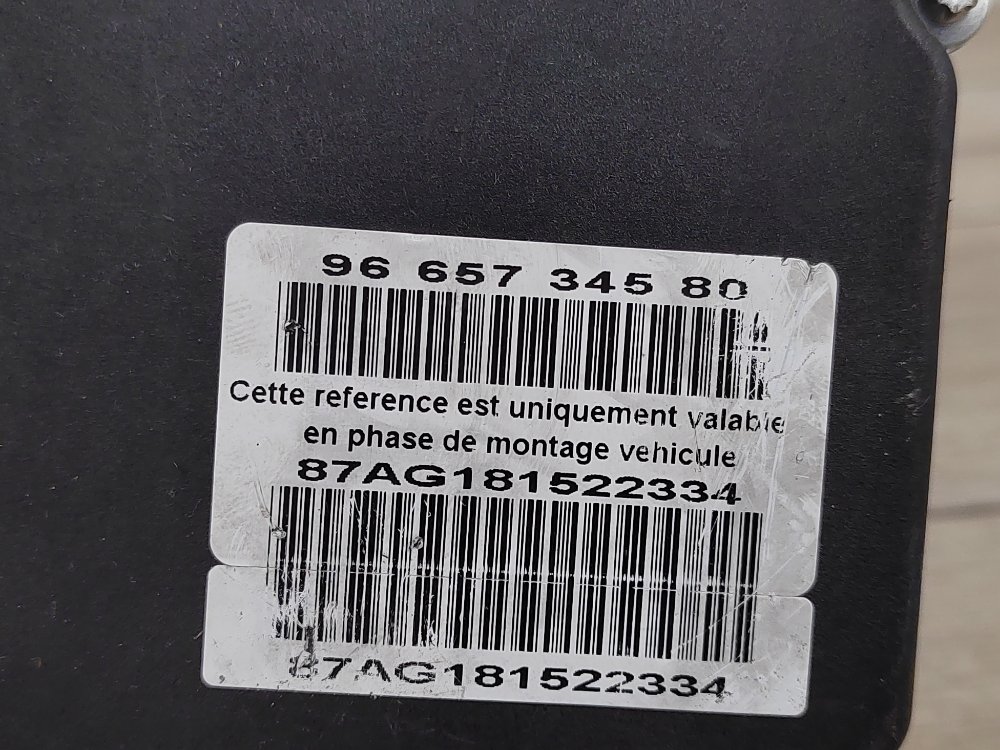 96 657 345 80
Cette reference est uniquement valable
en phase de montage vehicule
87AG181522334
87AG181522334